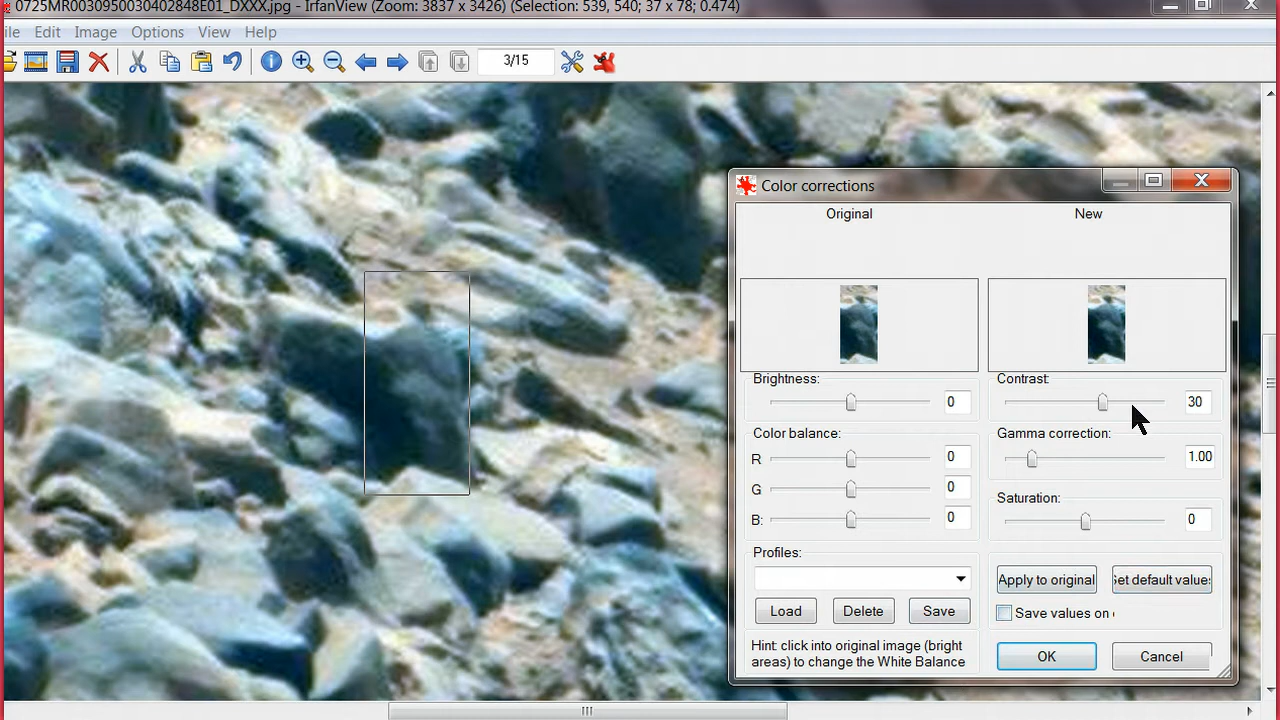 0725MR0030950030402848E01_DXXX.jpg - IrfanView (Zoom: 3837 x 3426) (Selection: 539, 540; 37 x 78; 0.474)
ile Edit Image Options View Help
3/15
Color corrections
Original New
Brightness: 0 Contrast: 30
Color balance: Gamma correction:
R 0 1.00
G 0 Saturation:
B: 0 0
Profiles:
Apply to original Set default value:
Load Delete Save Save values on
Hint: click into original image (bright
areas) to change the White Balance
OK Cancel